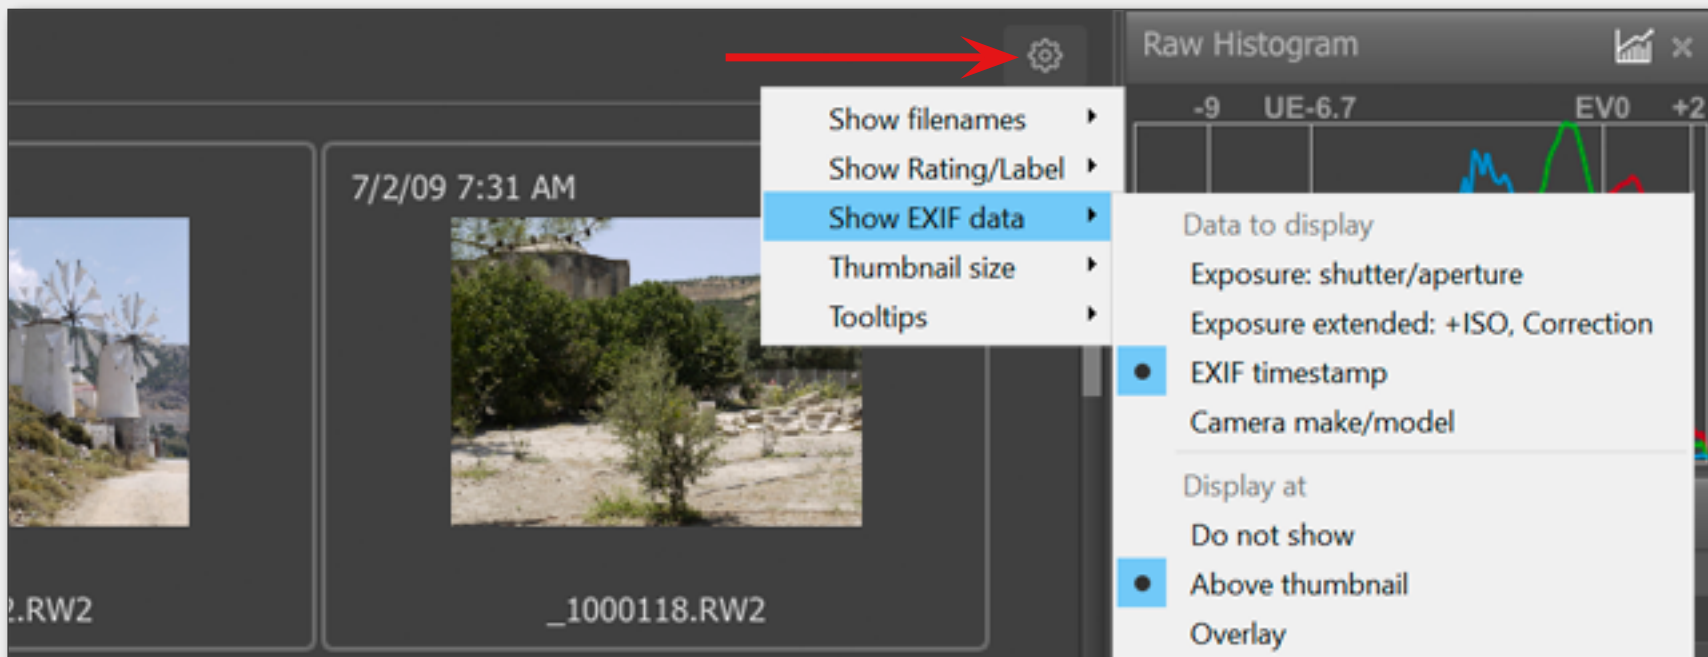 Raw Histogram
-9 UE-6.7 EV0 +2
Show filenames
Show Rating/Label
Show EXIF data
Thumbnail size
Tooltips
7/2/09 7:31 AM
Data to display
Exposure: shutter/aperture
Exposure extended: +ISO, Correction
EXIF timestamp
Camera make/model
Display at
Do not show
Above thumbnail
Overlay
.RW2
_1000118.RW2